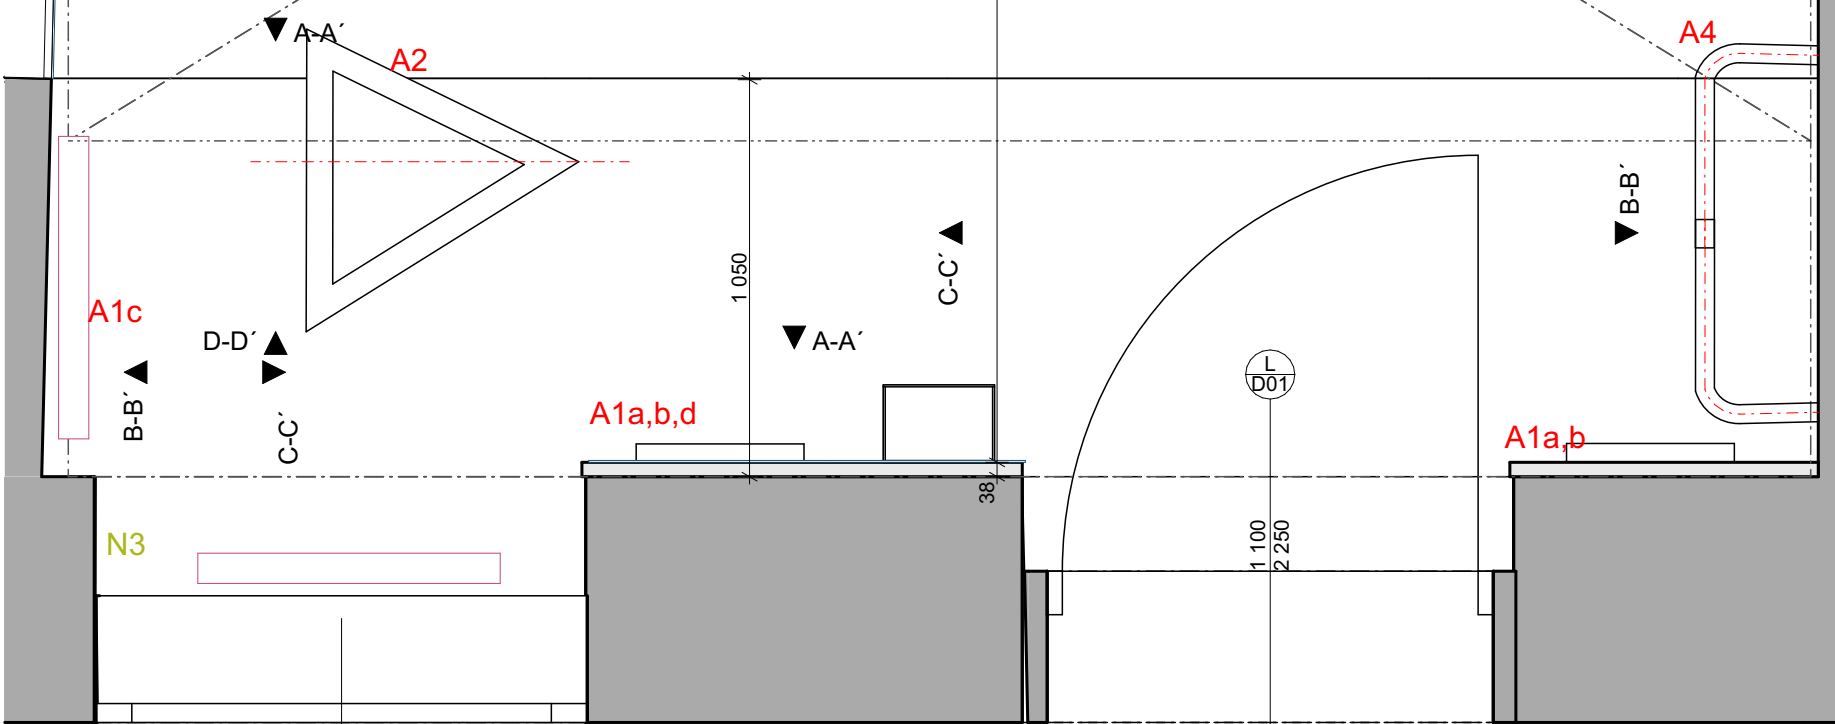 A-A´
A2
A4
B-B´
C-C´
1 050
A1c
D-D´
A-A´
L
D01
B-B´
C-C´
A1a,b,d
A1a,b
38
N3
1 100
2 250